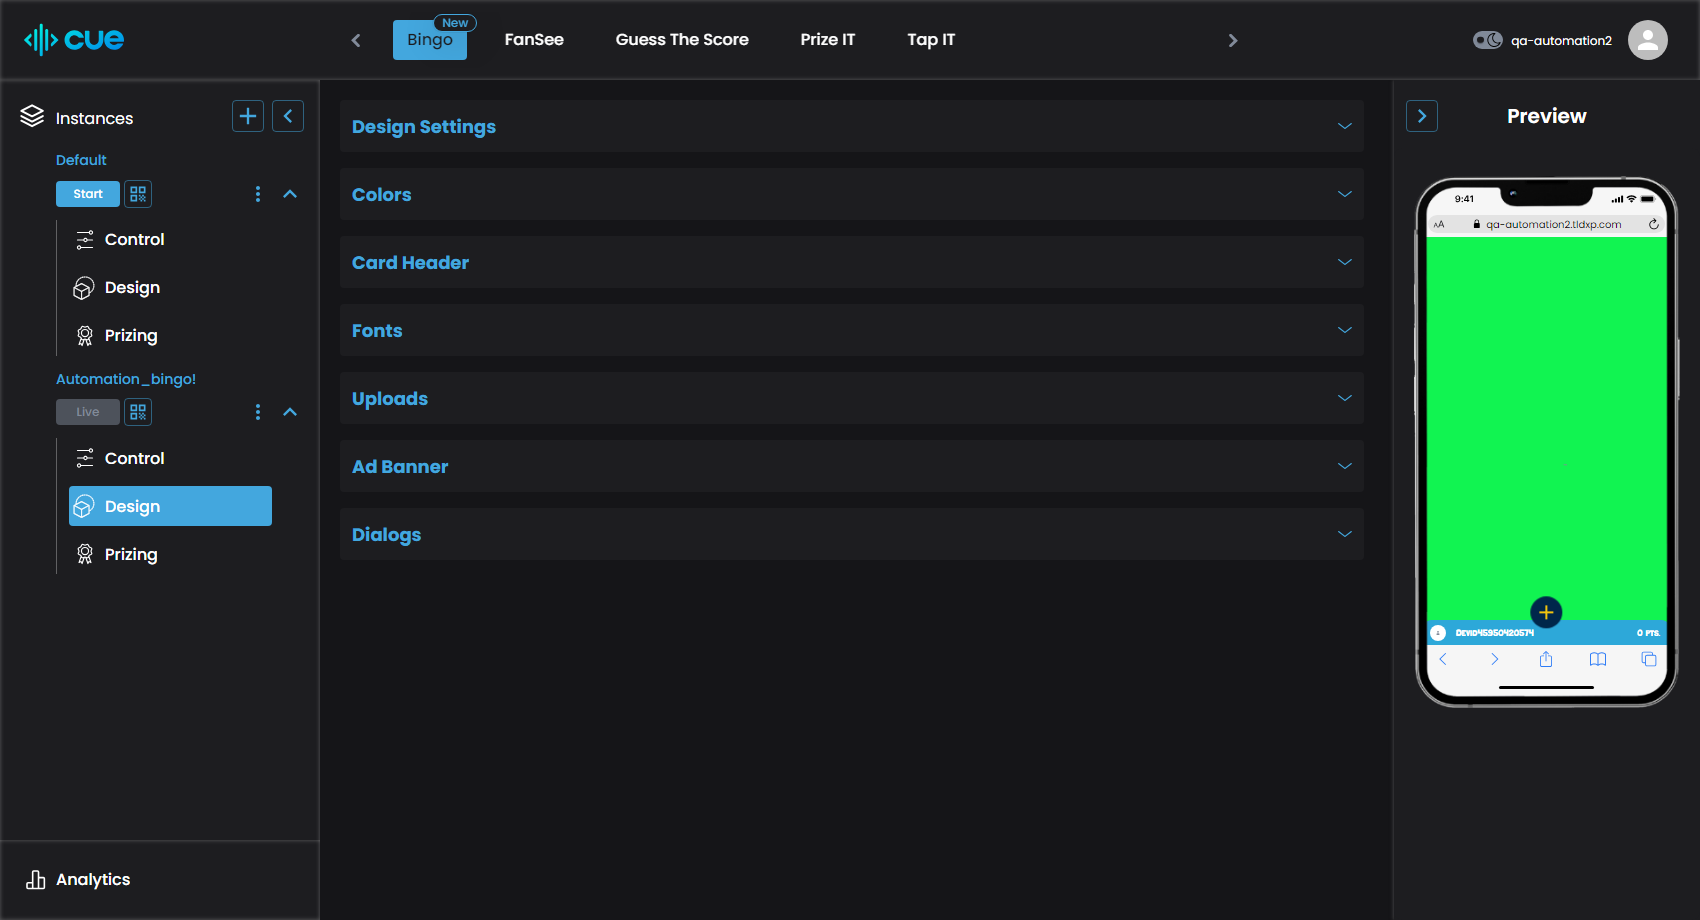 cue
Bingo
New
FanSee
Guess The Score
Prize IT
Tap IT
qa-automation2
Instances
Default
Start
Control
Design
Prizing
Automation_bingo!
Live
Control
Design
Prizing
Analytics
Design Settings
Colors
Card Header
Fonts
Uploads
Ad Banner
Dialogs
Preview
9:41
AA
qa-automation2.tldxp.com
0 PTS.